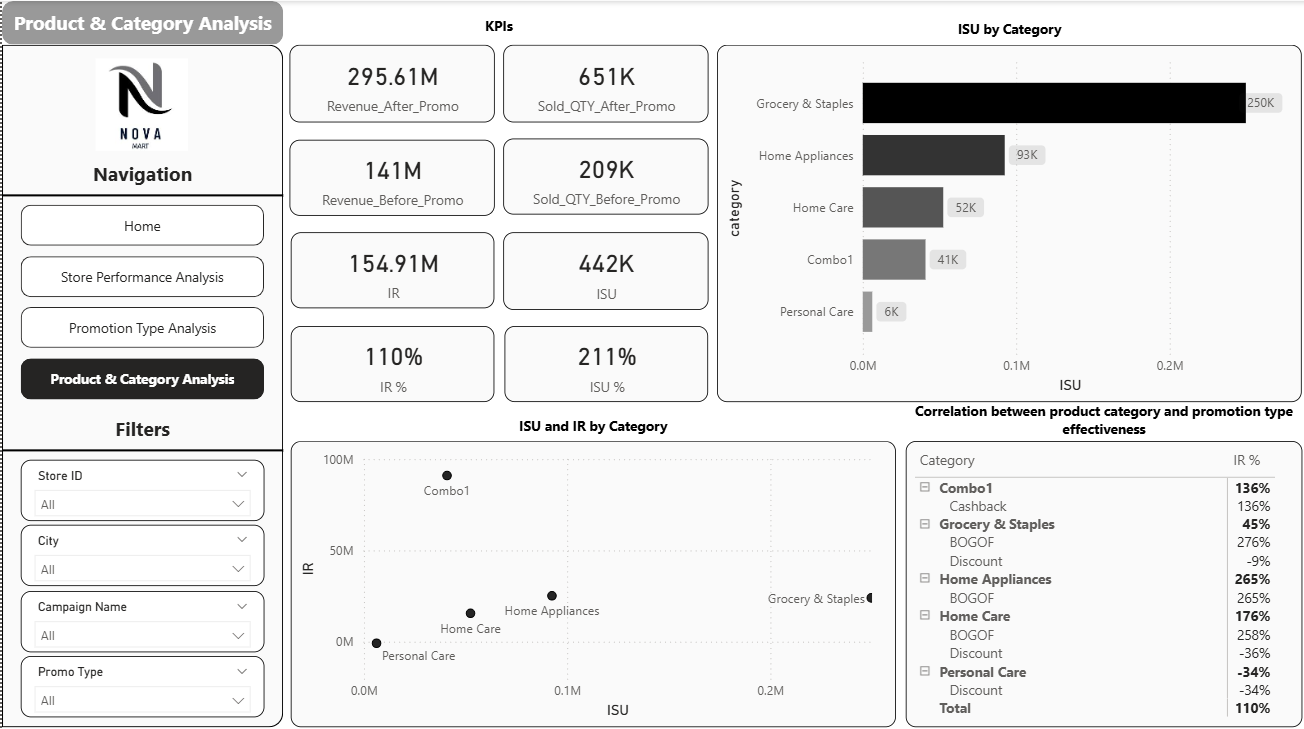 Product & Category Analysis
NOVA
MART
Navigation
Home
Store Performance Analysis
Promotion Type Analysis
Product & Category Analysis
Filters
Store ID
All
City
All
Campaign Name
All
Promo Type
All
KPIs
295.61M
Revenue_After_Promo
651K
Sold_QTY_After_Promo
141M
Revenue_Before_Promo
209K
Sold_QTY_Before_Promo
154.91M
IR
442K
ISU
110%
IR %
211%
ISU %
ISU by Category
category
Grocery & Staples 250K
Home Appliances 93K
Home Care 52K
Combo1 41K
Personal Care 6K
0.0M 0.1M 0.2M
ISU
ISU and IR by Category
IR
100M
50M
0M
Combo1
Grocery & Staples
Home Appliances
Home Care
Personal Care
0.0M 0.1M 0.2M
ISU
Correlation between product category and promotion type
effectiveness
Category IR %
Combo1 136%
Cashback 136%
Grocery & Staples 45%
BOGOF 276%
Discount -9%
Home Appliances 265%
BOGOF 265%
Home Care 176%
BOGOF 258%
Discount -36%
Personal Care -34%
Discount -34%
Total 110%